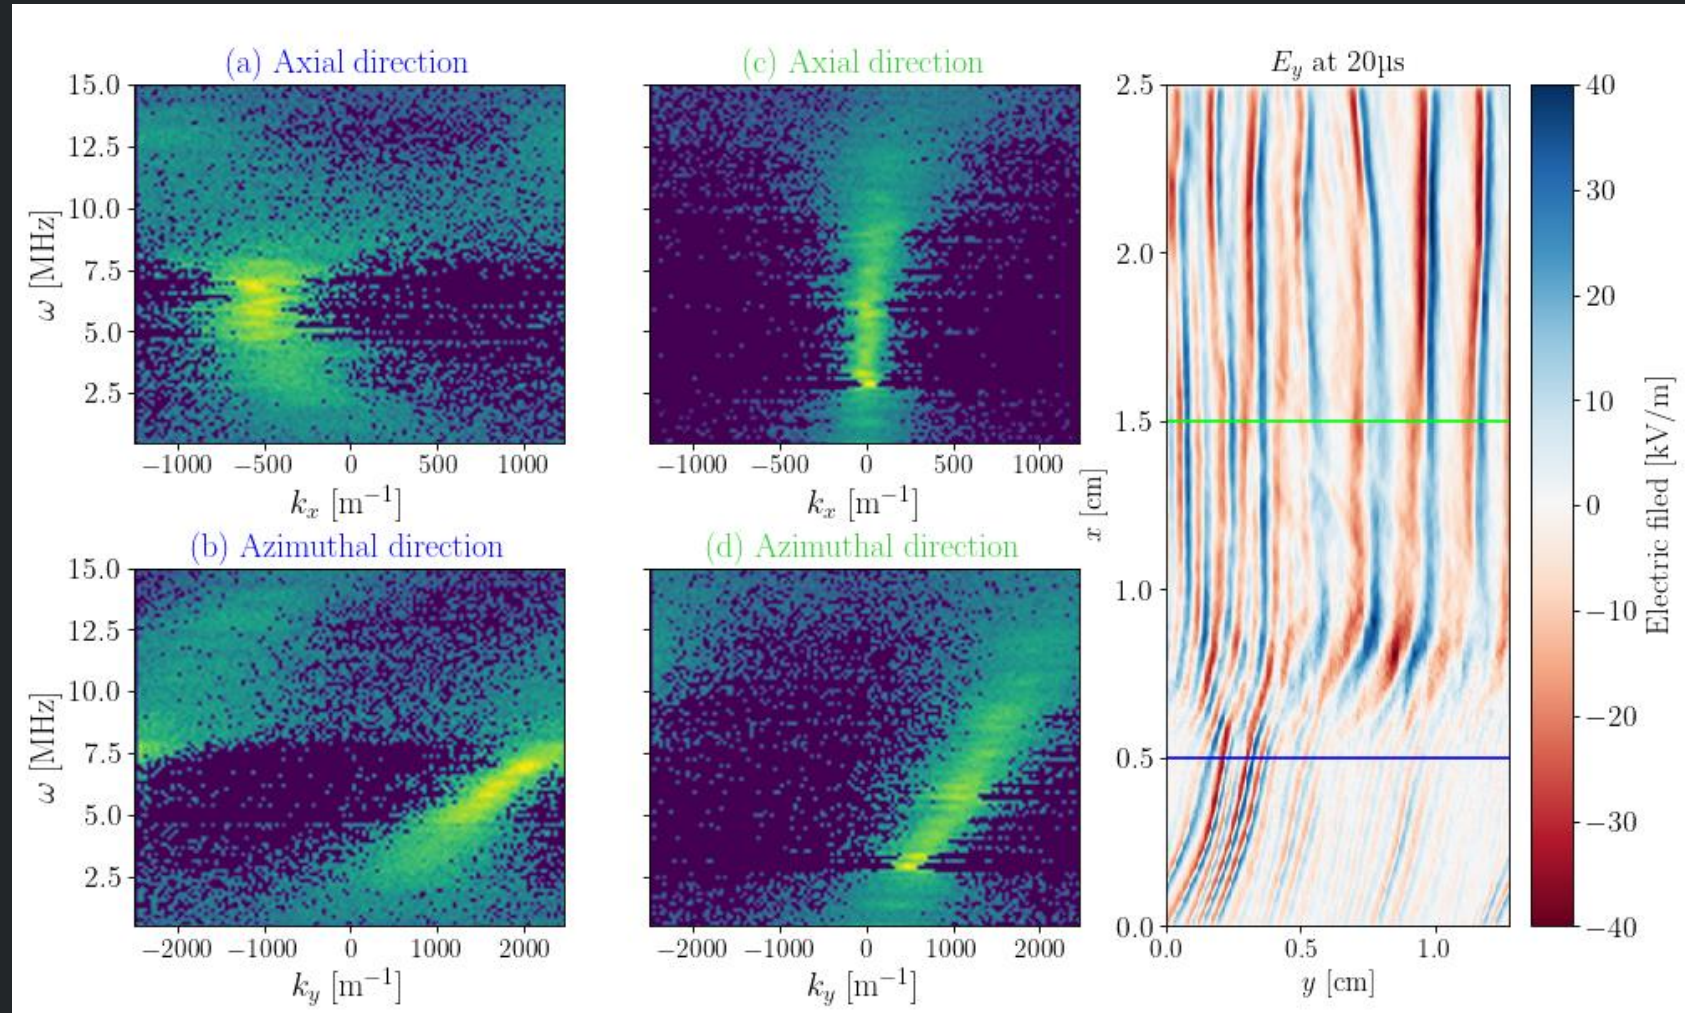 (a) Axial direction
15.0
12.5
10.0
7.5
5.0
2.5
ω [MHz]
−1000 −500 0 500 1000
kₓ [m⁻¹]
(b) Azimuthal direction
15.0
12.5
10.0
7.5
5.0
2.5
ω [MHz]
−2000 −1000 0 1000 2000
k_y [m⁻¹]
(c) Axial direction
−1000 −500 0 500 1000
kₓ [m⁻¹]
(d) Azimuthal direction
−2000 −1000 0 1000 2000
k_y [m⁻¹]
E_y at 20µs
2.5
2.0
1.5
1.0
0.5
0.0
x [cm]
0.0 0.5 1.0
y [cm]
40
30
20
10
0
−10
−20
−30
−40
Electric filed [kV/m]